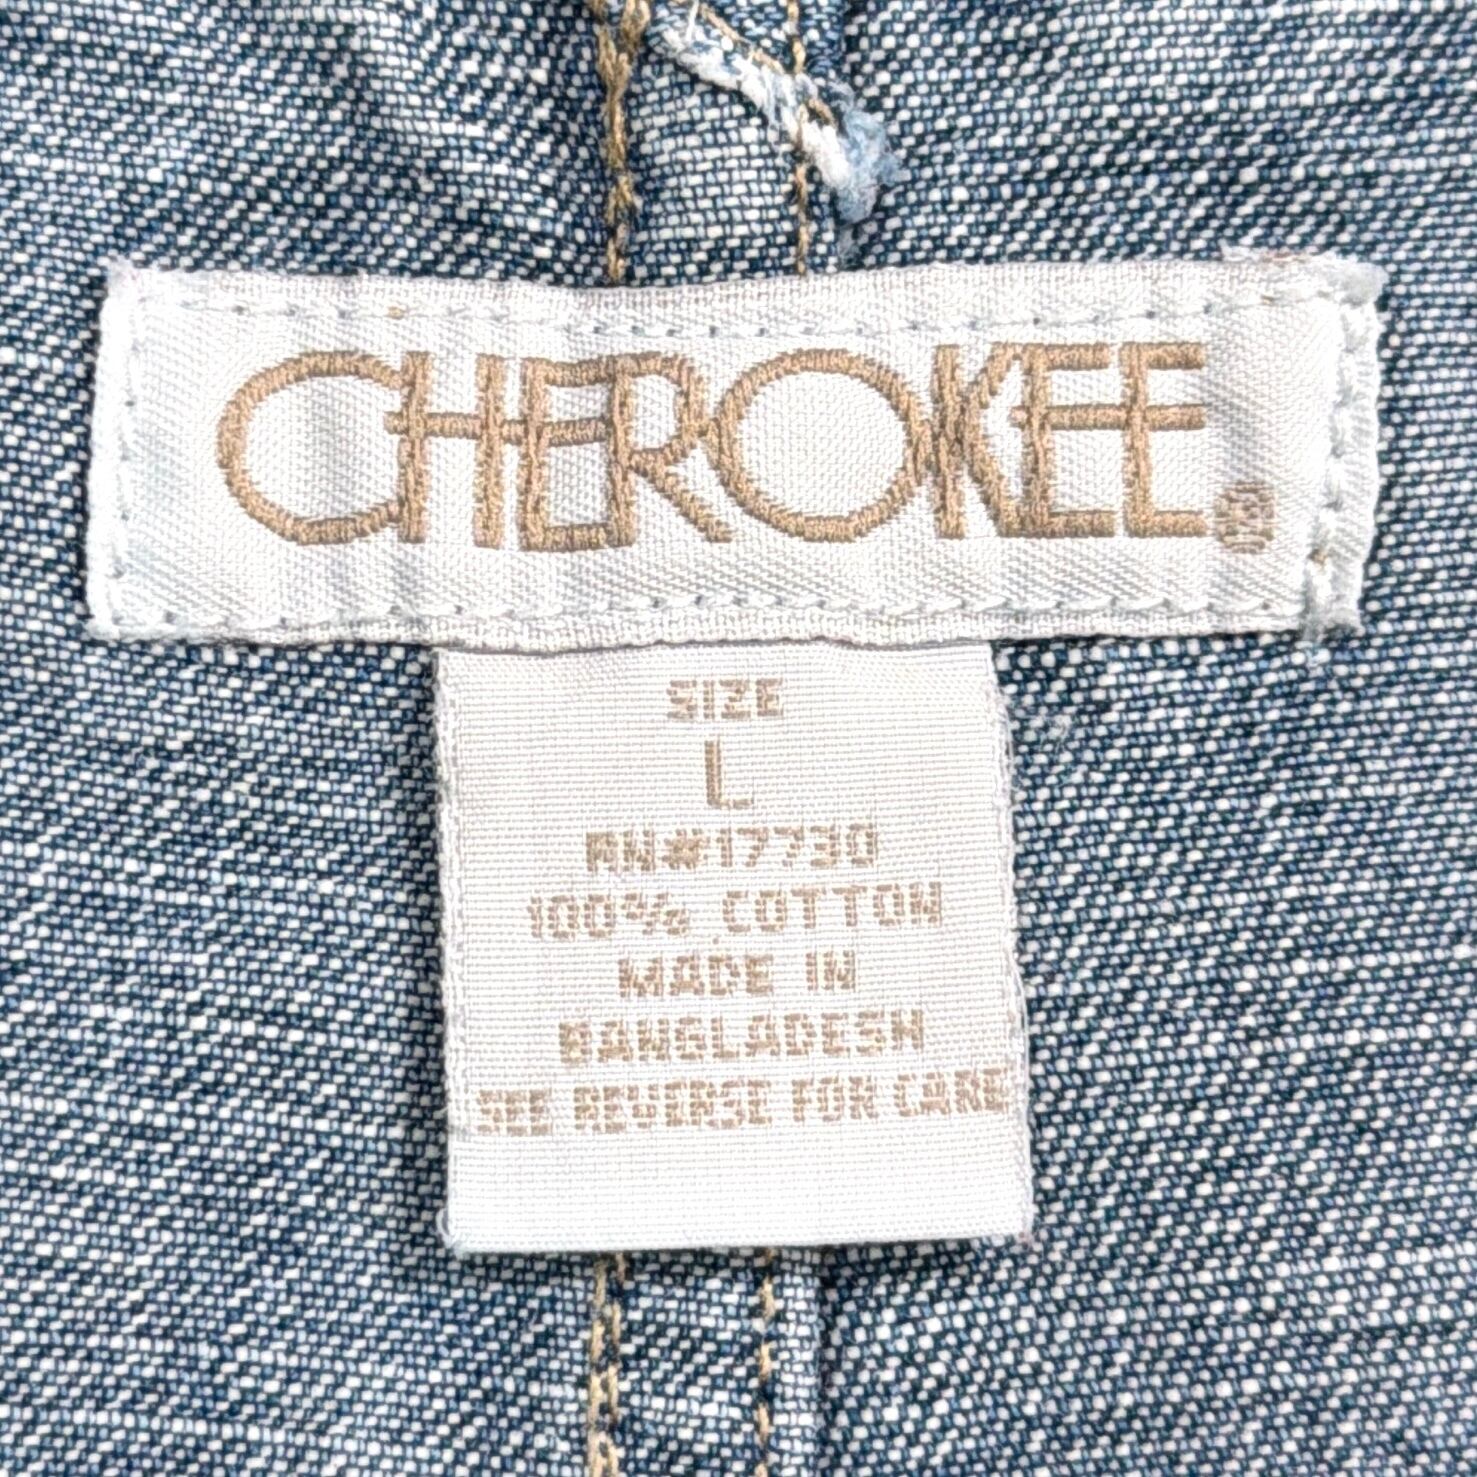 CHEROKEE®
SIZE
L
RN#17730
100% COTTON
MADE IN
BANGLADESH
SEE REVERSE FOR CARE